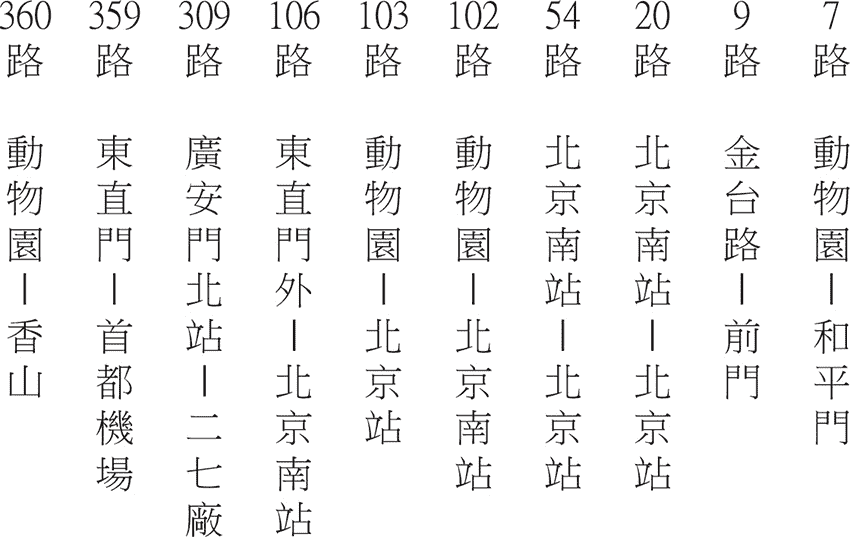 7路 動物園－和平門
9路 金台路－前門
20路 北京南站－北京站
54路 北京南站－北京站
102路 動物園－北京南站
103路 動物園－北京站
106路 東直門外－北京南站
309路 廣安門北站－二七廠
359路 東直門－首都機場
360路 動物園－香山